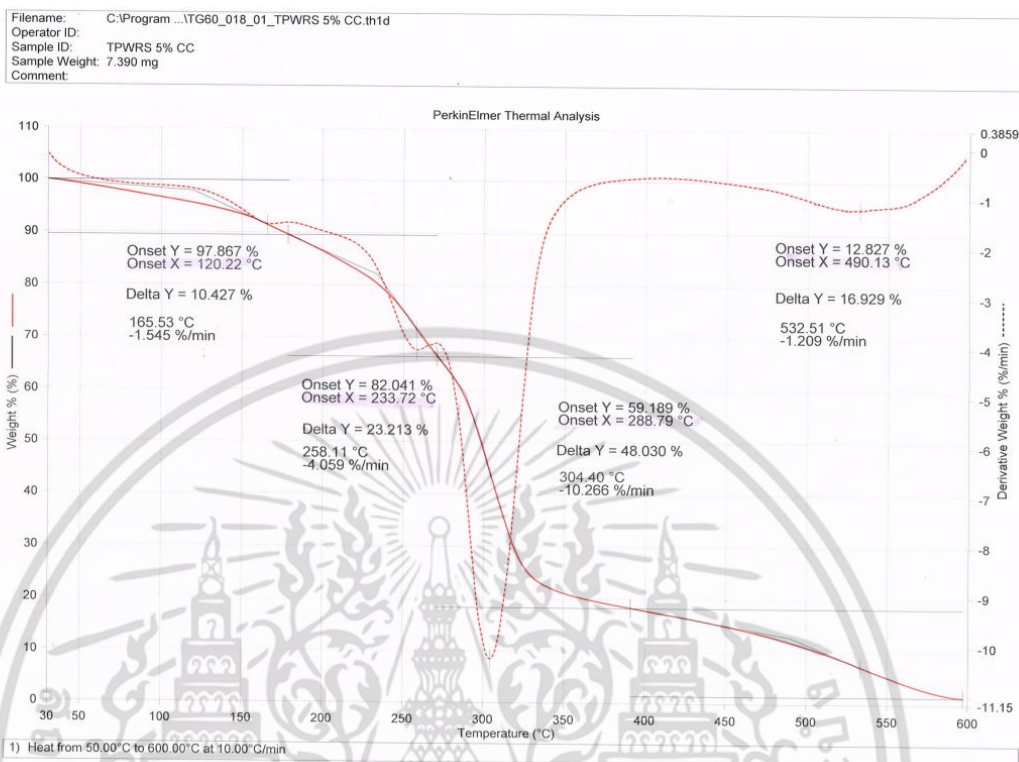 Filename: C:\Program ...\TG60_018_01_TPWRS 5% CC.th1d
Operator ID:
Sample ID: TPWRS 5% CC
Sample Weight: 7.390 mg
Comment:
PerkinElmer Thermal Analysis
110
100
90
80
70
60
50
40
30
20
10
0
Weight % (%)
Onset Y = 97.867 %
Onset X = 120.22 °C
Delta Y = 10.427 %
165.53 °C
-1.545 %/min
Onset Y = 82.041 %
Onset X = 233.72 °C
Delta Y = 23.213 %
258.11 °C
-4.059 %/min
Onset Y = 59.189 %
Onset X = 288.79 °C
Delta Y = 48.030 %
304.40 °C
-10.266 %/min
Onset Y = 12.827 %
Onset X = 490.13 °C
Delta Y = 16.929 %
532.51 °C
-1.209 %/min
0.3859
0
-1
-2
-3
-4
-5
-6
-7
-8
-9
-10
-11.15
Derivative Weight % (%/min)
30 50 100 150 200 250 300 350 400 450 500 550 600
Temperature (°C)
1) Heat from 50.00°C to 600.00°C at 10.00°C/min